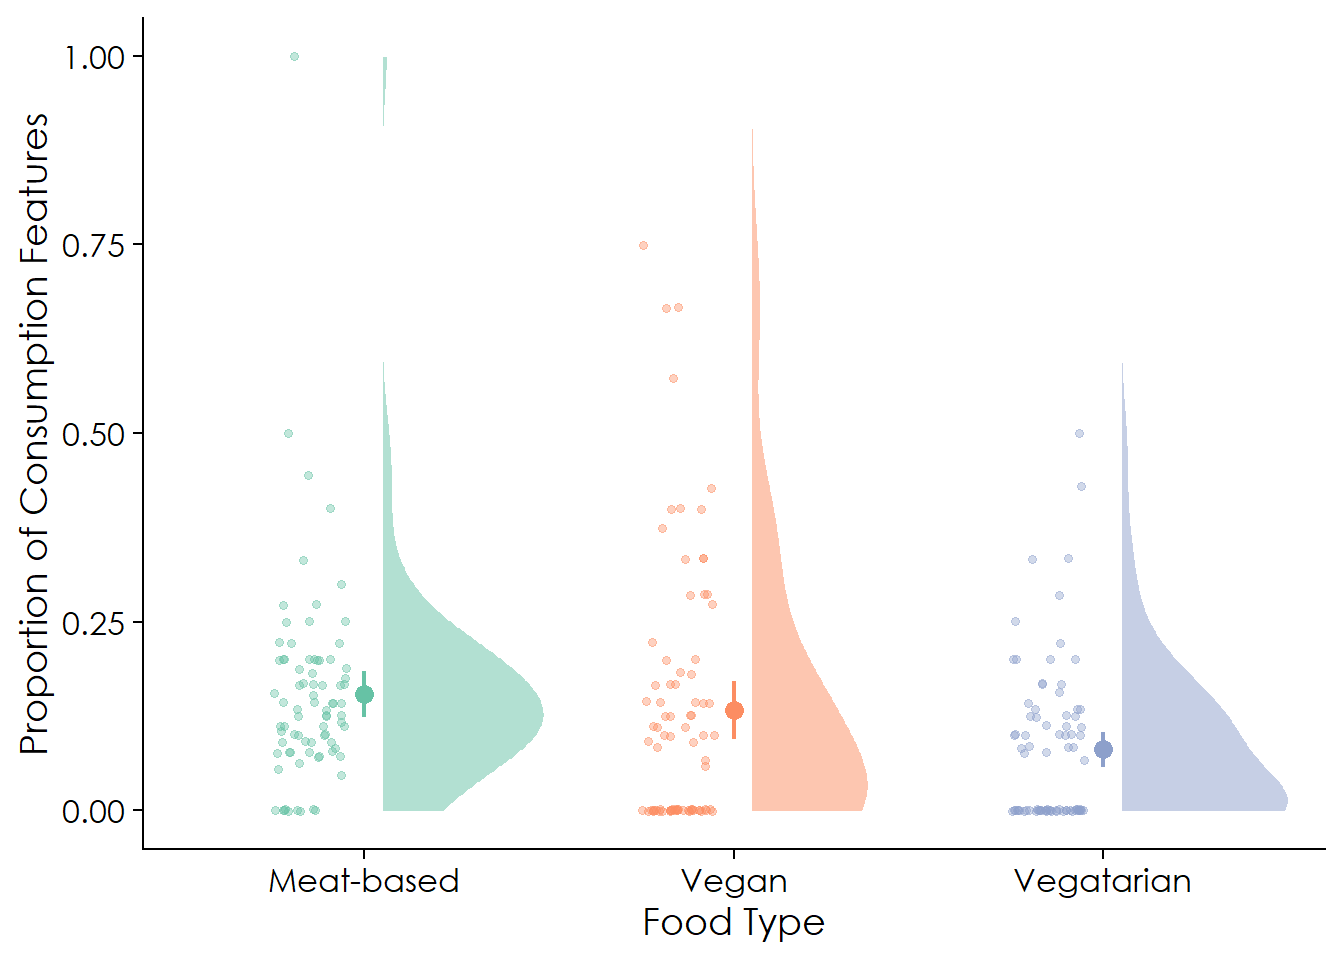 Proportion of Consumption Features
1.00
0.75
0.50
0.25
0.00
Meat-based
Vegan
Vegatarian
Food Type